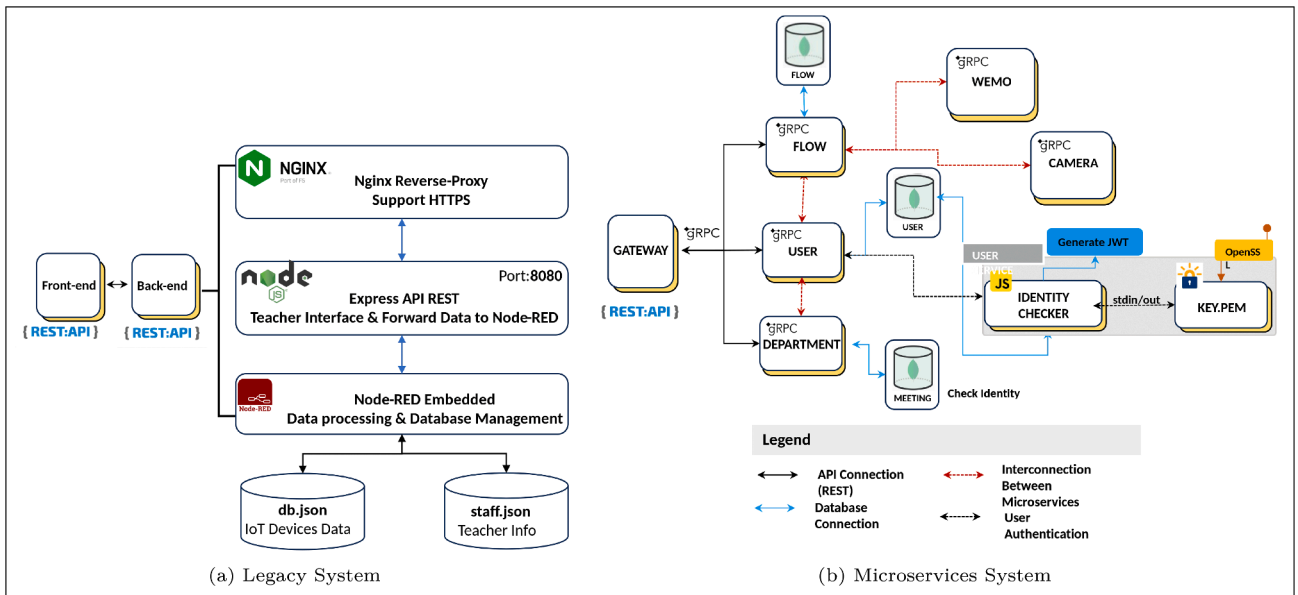 NGINX
Part of F5
Nginx Reverse-Proxy
Support HTTPS
node
JS
Port:8080
Express API REST
Teacher Interface & Forward Data to Node-RED
Front-end
{ REST:API }
Back-end
{ REST:API }
Node-RED
Node-RED Embedded
Data processing & Database Management
db.json
IoT Devices Data
staff.json
Teacher Info
(a) Legacy System
FLOW
gRPC
WEMO
gRPC
FLOW
gRPC
CAMERA
USER
GATEWAY
{ REST:API }
gRPC
gRPC
USER
USER
SERVICE
Generate JWT
OpenSS
L
JS
IDENTITY
CHECKER
stdin/out
KEY.PEM
gRPC
DEPARTMENT
MEETING
Check Identity
Legend
API Connection
(REST)
Database
Connection
Interconnection
Between
Microservices
User
Authentication
(b) Microservices System